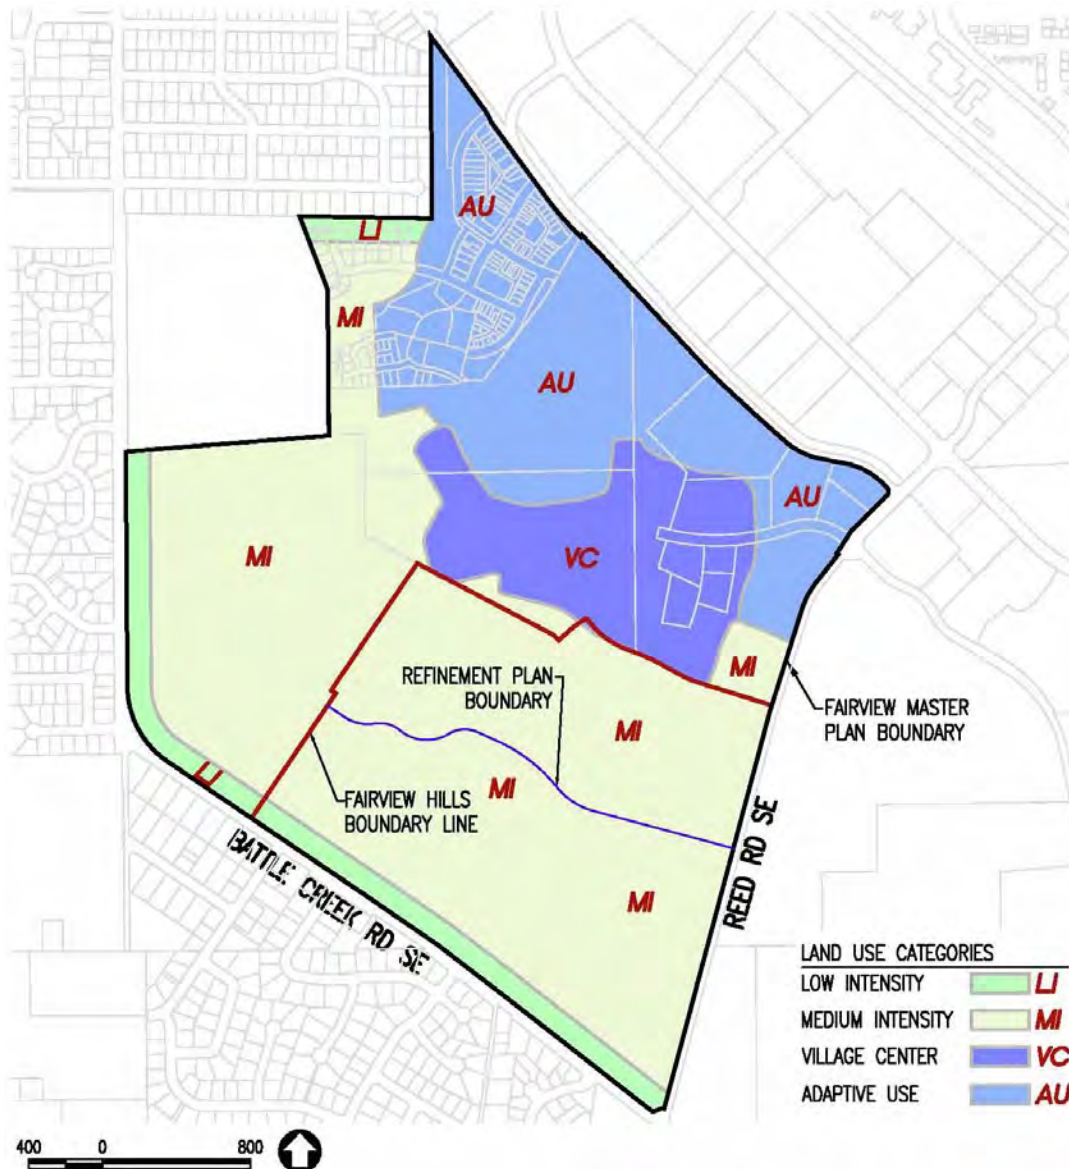 AU
LI
MI
AU
AU
MI
VC
MI
REFINEMENT PLAN
BOUNDARY
MI
FAIRVIEW MASTER
PLAN BOUNDARY
MI
LI
FAIRVIEW HILLS
BOUNDARY LINE
BATTLE CREEK RD SE
REED RD SE
MI
LAND USE CATEGORIES
LOW INTENSITY LI
MEDIUM INTENSITY MI
VILLAGE CENTER VC
ADAPTIVE USE AU
400 0 800